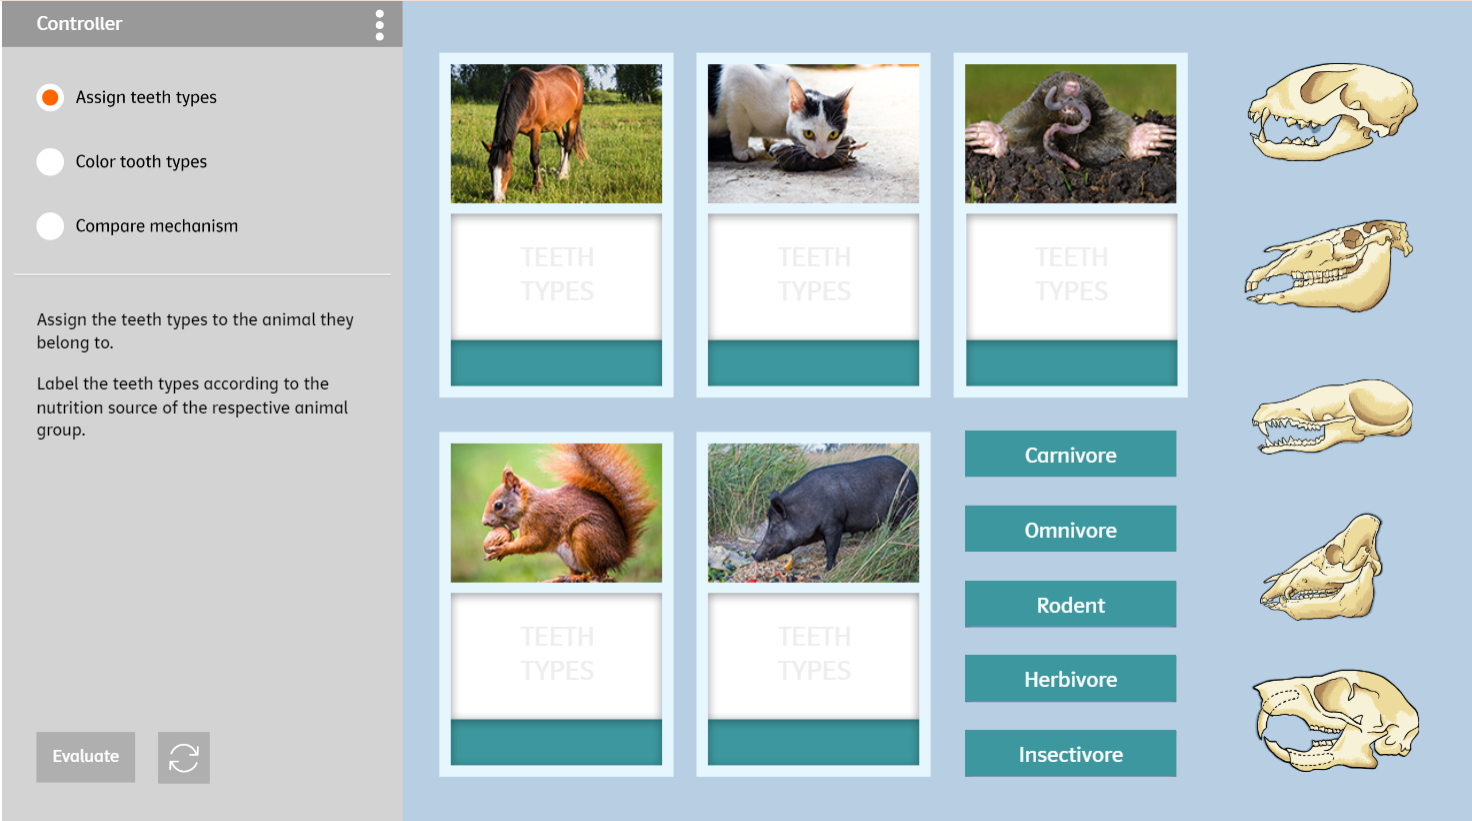 Controller
Assign teeth types
Color tooth types
Compare mechanism
Assign the teeth types to the animal they
belong to.
Label the teeth types according to the
nutrition source of the respective animal
group.
Evaluate
TEETH
TYPES
TEETH
TYPES
TEETH
TYPES
TEETH
TYPES
TEETH
TYPES
Carnivore
Omnivore
Rodent
Herbivore
Insectivore